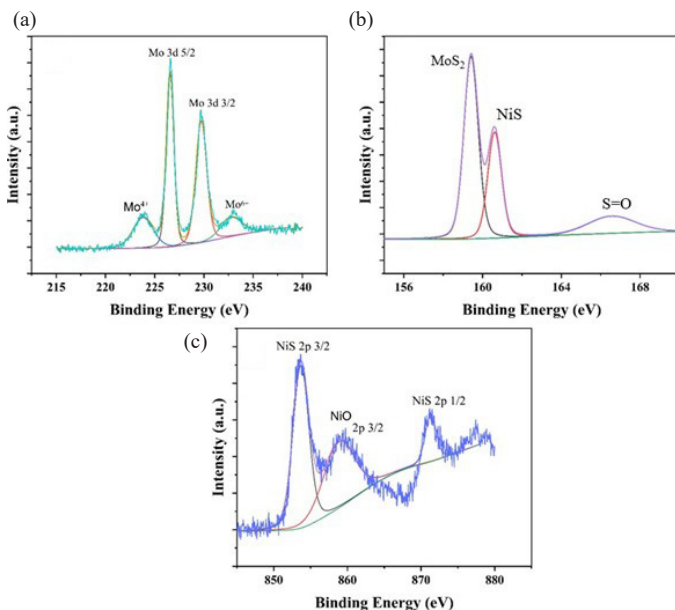 (a)
Mo 3d 5/2
Mo 3d 3/2
Mo⁴⁺
Mo⁶⁺
Intensity (a.u.)
215 220 225 230 235 240
Binding Energy (eV)
(b)
MoS₂
NiS
S=O
Intensity (a.u.)
156 160 164 168
Binding Energy (eV)
(c)
NiS 2p 3/2
NiO
2p 3/2
NiS 2p 1/2
Intensity (a.u.)
850 860 870 880
Binding Energy (eV)